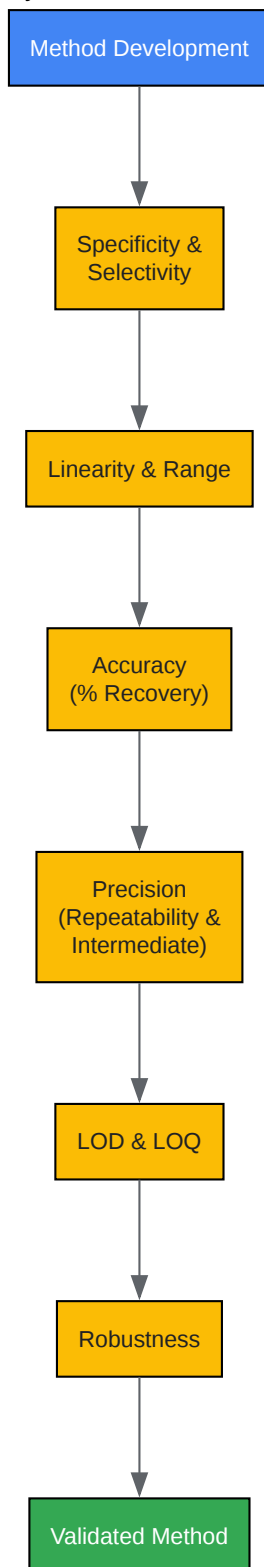 Method Development
Specificity &
Selectivity
Linearity & Range
Accuracy
(% Recovery)
Precision
(Repeatability &
Intermediate)
LOD & LOQ
Robustness
Validated Method